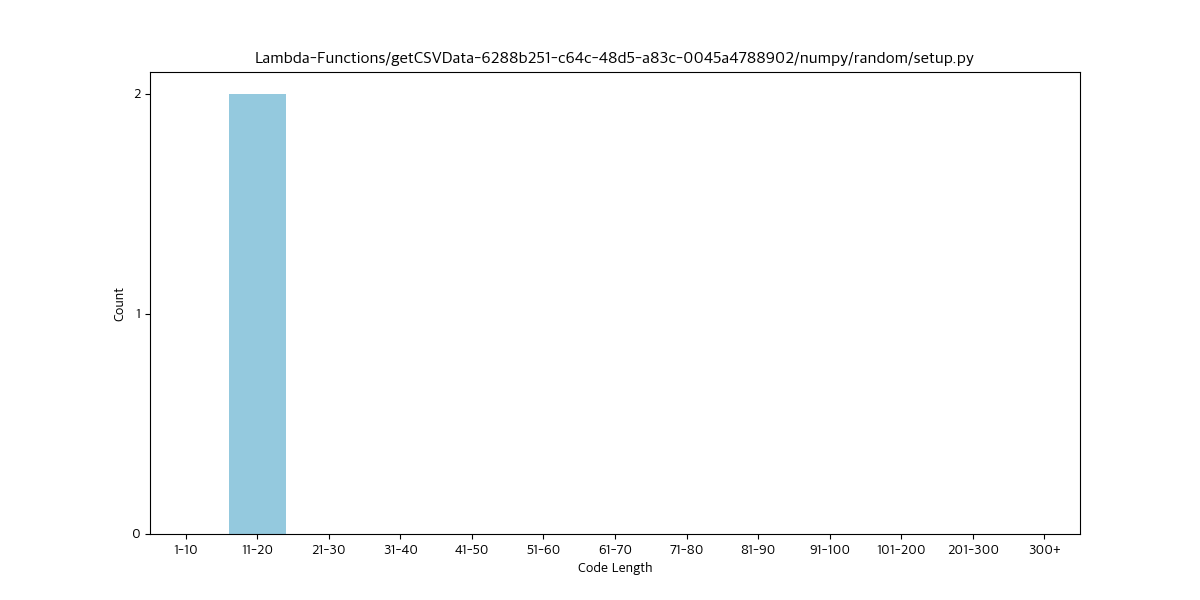 Lambda-Functions/getCSVData-6288b251-c64c-48d5-a83c-0045a4788902/numpy/random/setup.py
2
1
0
Count
1-10 11-20 21-30 31-40 41-50 51-60 61-70 71-80 81-90 91-100 101-200 201-300 300+
Code Length